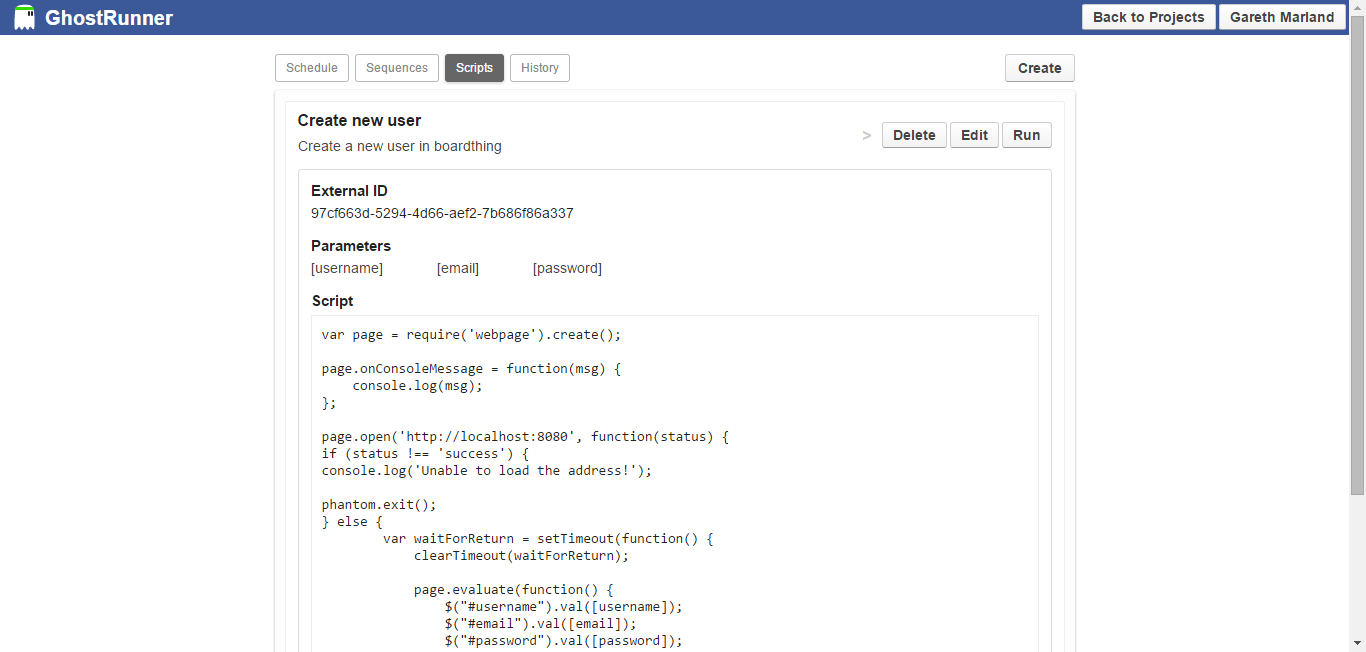 GhostRunner
Back to Projects
Gareth Marland
Schedule
Sequences
Scripts
History
Create
Create new user
Create a new user in boardthing
>
Delete
Edit
Run
External ID
97cf663d-5294-4d66-aef2-7b686f86a337
Parameters
[username] [email] [password]
Script
var page = require('webpage').create();
page.onConsoleMessage = function(msg) {
console.log(msg);
};
page.open('http://localhost:8080', function(status) {
if (status !== 'success') {
console.log('Unable to load the address!');
phantom.exit();
} else {
var waitForReturn = setTimeout(function() {
clearTimeout(waitForReturn);
page.evaluate(function() {
$("#username").val([username]);
$("#email").val([email]);
$("#password").val([password]);